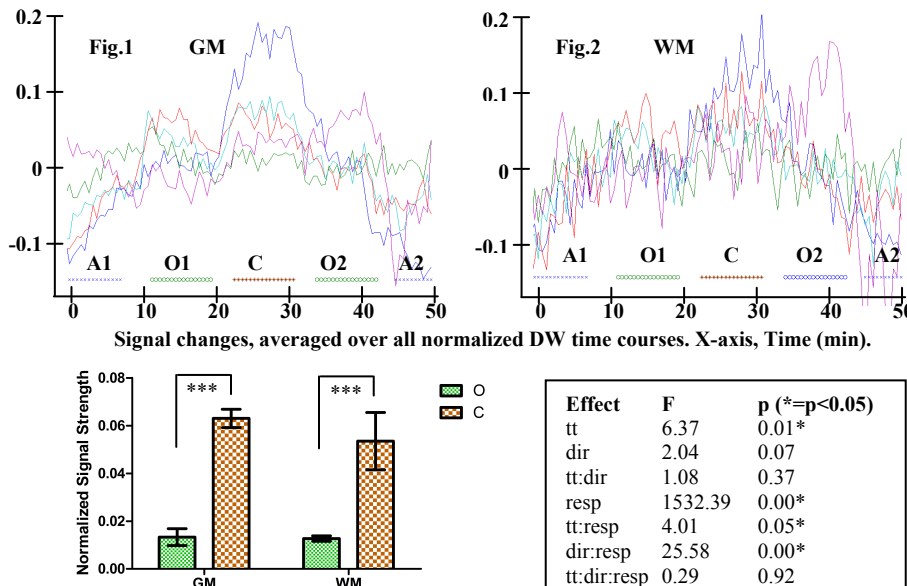 0.2
0.1
0
-0.1
Fig.1 GM
A1 O1 C O2 A2
0 10 20 30 40 50
0.2
0.1
0
-0.1
Fig.2 WM
A1 O1 C O2 A2
0 10 20 30 40 50
Signal changes, averaged over all normalized DW time courses. X-axis, Time (min).
Normalized Signal Strength
0.08
0.06
0.04
0.02
0.00
*** ***
GM WM
O
C
Effect F p (*=p<0.05)
tt 6.37 0.01*
dir 2.04 0.07
tt:dir 1.08 0.37
resp 1532.39 0.00*
tt:resp 4.01 0.05*
dir:resp 25.58 0.00*
tt:dir:resp 0.29 0.92